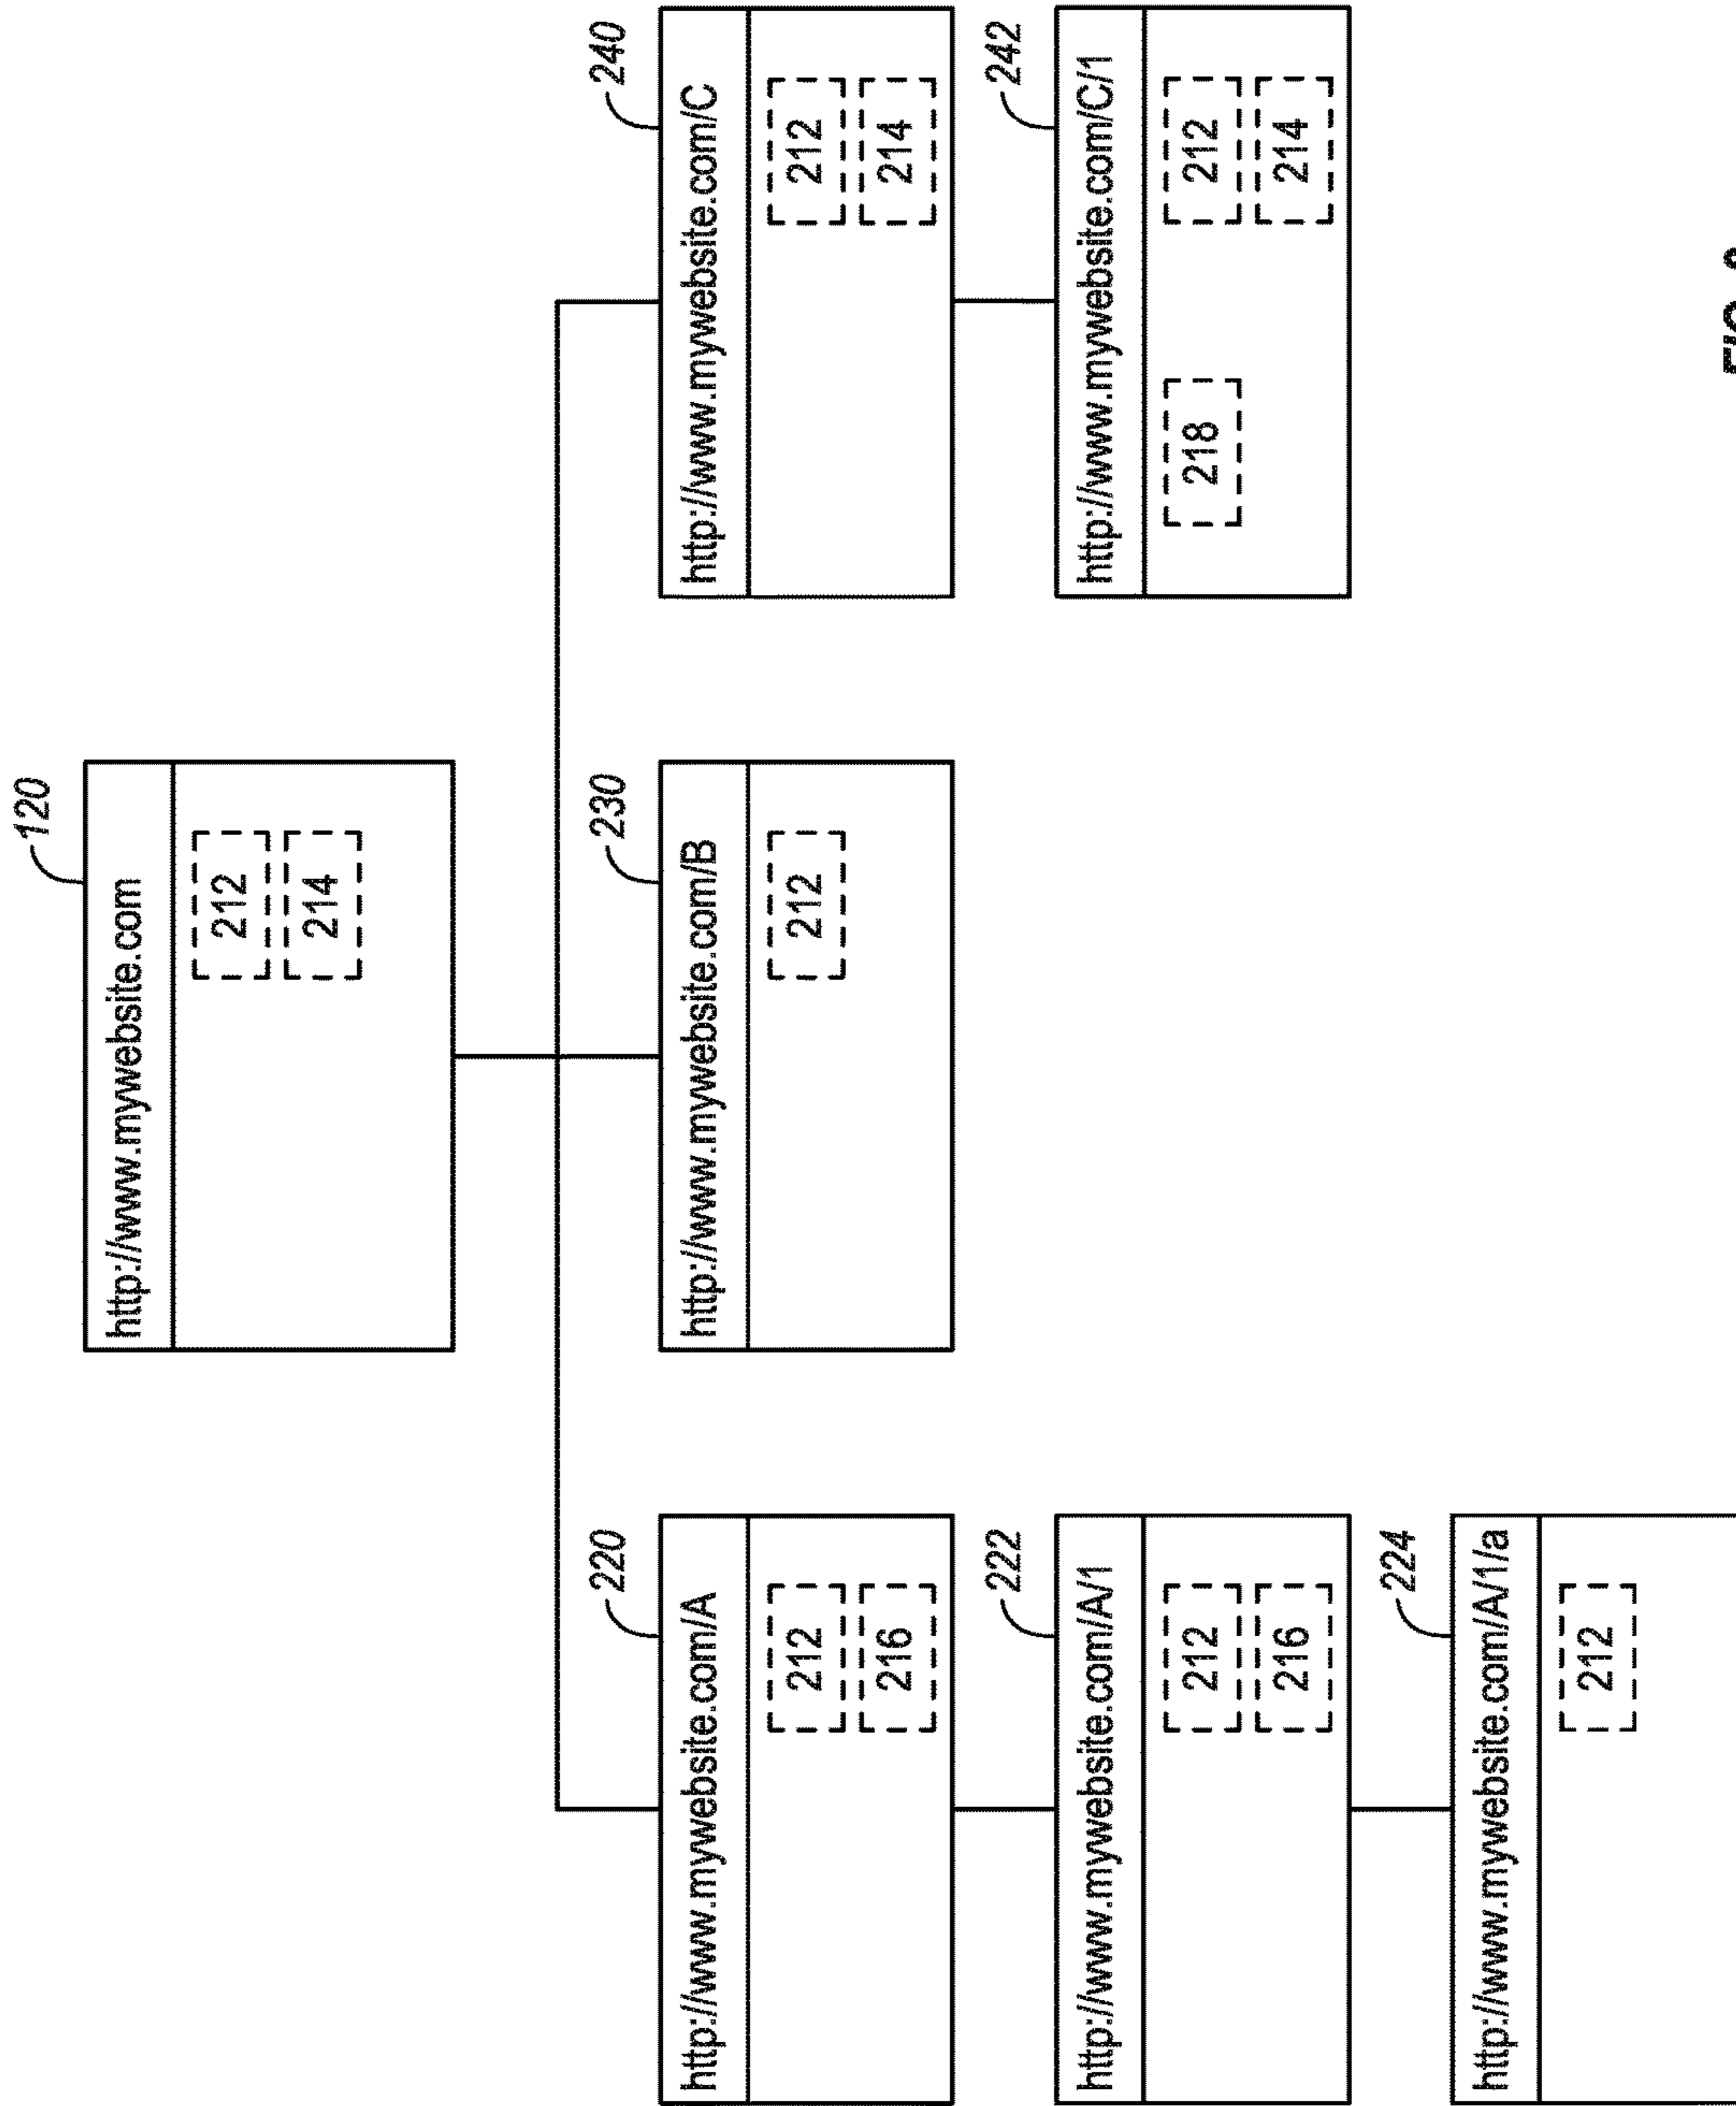 120
http://www.mywebsite.com
212
214
220
http://www.mywebsite.com/A
212
216
230
http://www.mywebsite.com/B
212
240
http://www.mywebsite.com/C
212
214
222
http://www.mywebsite.com/A/1
212
216
242
http://www.mywebsite.com/C/1
218
212
214
224
http://www.mywebsite.com/A/1/a
212
FIG.